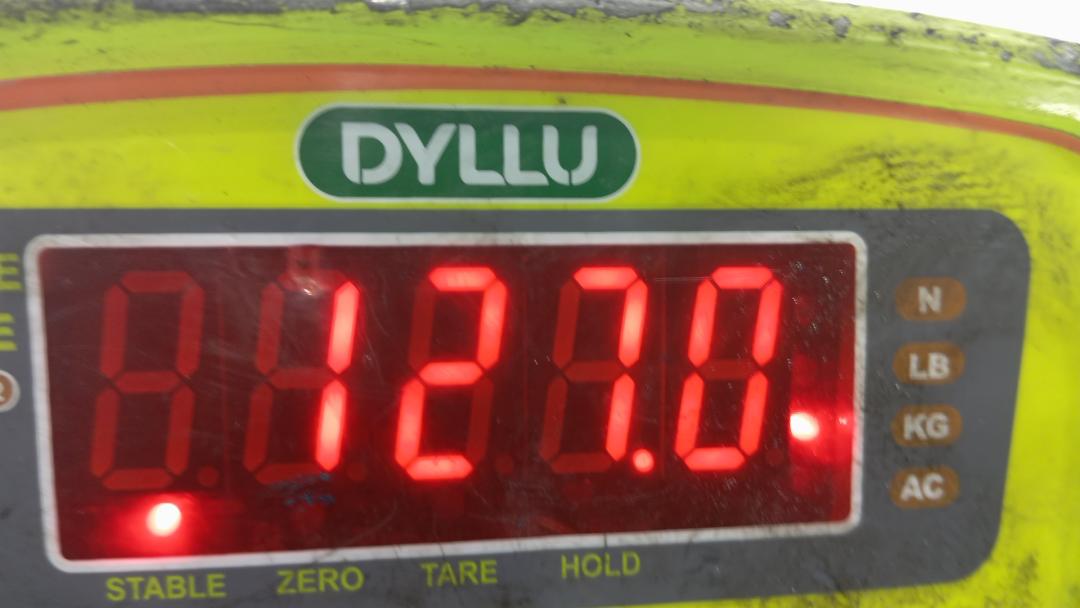 DYLLU
127.0
N
LB
KG
AC
STABLE ZERO TARE HOLD